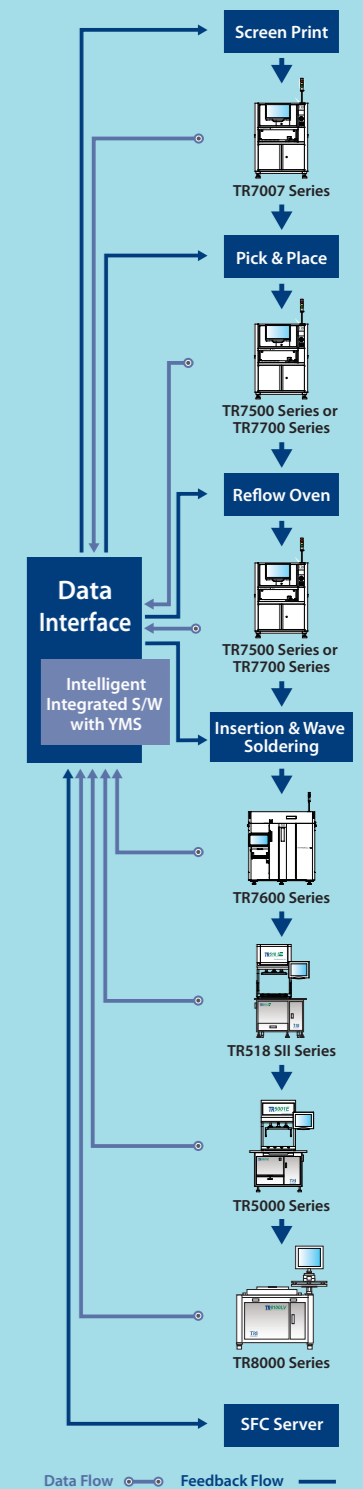 Screen Print
TR7007 Series
Pick & Place
TR7500 Series or
TR7700 Series
Reflow Oven
Data
Interface
TR7500 Series or
TR7700 Series
Intelligent
Integrated S/W
with YMS
Insertion & Wave
Soldering
TR7600 Series
TR518 SII Series
TR5001E
TR5000 Series
TR8000 Series
SFC Server
Data Flow
Feedback Flow